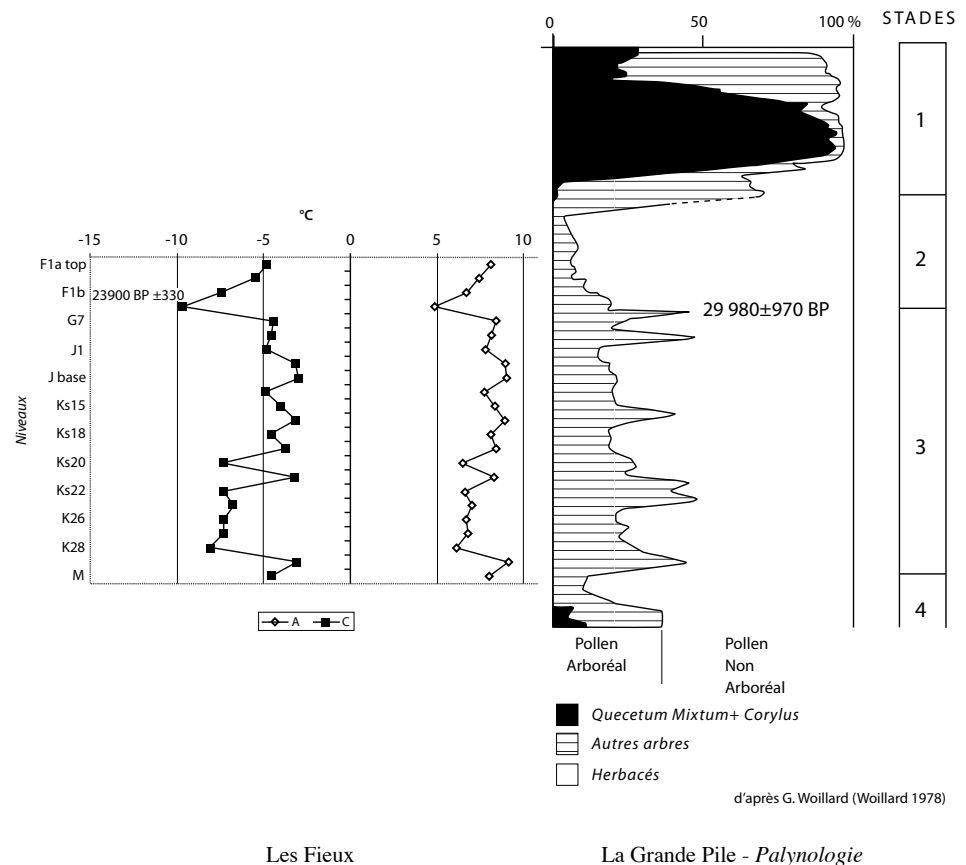 0 50 100 % STADES
1
2
3
4
°C
-15 -10 -5 0 5 10
F1a top
F1b
23900 BP ±330
G7
J1
J base
Ks15
Ks18
Ks20
Ks22
K26
K28
M
Niveaux
A C
29 980±970 BP
Pollen
Arboréal
Pollen
Non
Arboréal
Quecetum Mixtum+ Corylus
Autres arbres
Herbacés
d'après G. Woillard (Woillard 1978)
Les Fieux
La Grande Pile - Palynologie